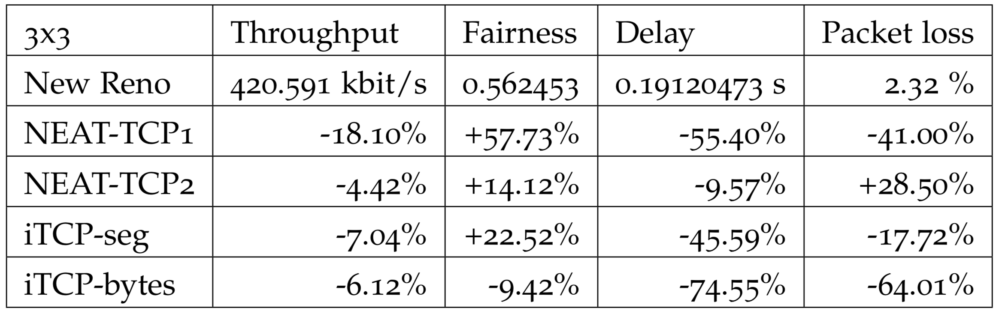 3x3 Throughput Fairness Delay Packet loss
New Reno 420.591 kbit/s 0.562453 0.19120473 s 2.32 %
NEAT-TCP1 -18.10% +57.73% -55.40% -41.00%
NEAT-TCP2 -4.42% +14.12% -9.57% +28.50%
iTCP-seg -7.04% +22.52% -45.59% -17.72%
iTCP-bytes -6.12% -9.42% -74.55% -64.01%